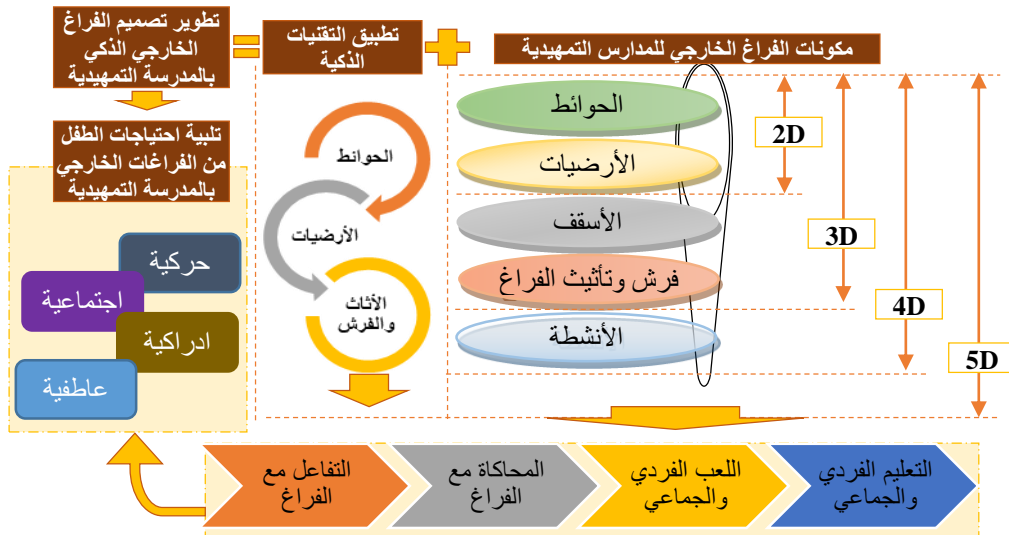 مكونات الفراغ الخارجي للمدارس التمهيدية
+
تطبيق التقنيات
الذكية
=
تطوير تصميم الفراغ
الخارجي الذكي
بالمدرسة التمهيدية
تلبية احتياجات الطفل
من الفراغات الخارجي
بالمدرسة التمهيدية
الحوائط
الأرضيات
الأسقف
فرش وتأثيث الفراغ
الأنشطة
2D
3D
4D
5D
الحوائط
الأرضيات
الأثاث
والفرش
حركية
اجتماعية
ادراكية
عاطفية
التعليم الفردي
والجماعي
اللعب الفردي
والجماعي
المحاكاة مع
الفراغ
التفاعل مع
الفراغ